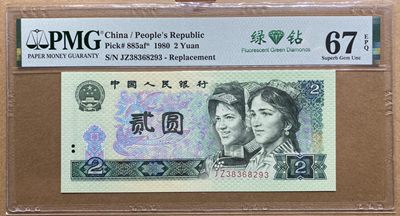 PMG
PAPER MONEY GUARANTY
China / People's Republic
Pick# 885af* 1980 2 Yuan
S/N JZ38368293 - Replacement
绿 钻
Fluorescent Green Diamonds
67 EPQ
Superb Gem Unc
中国人民银行
2
贰圆
2
JZ38368293